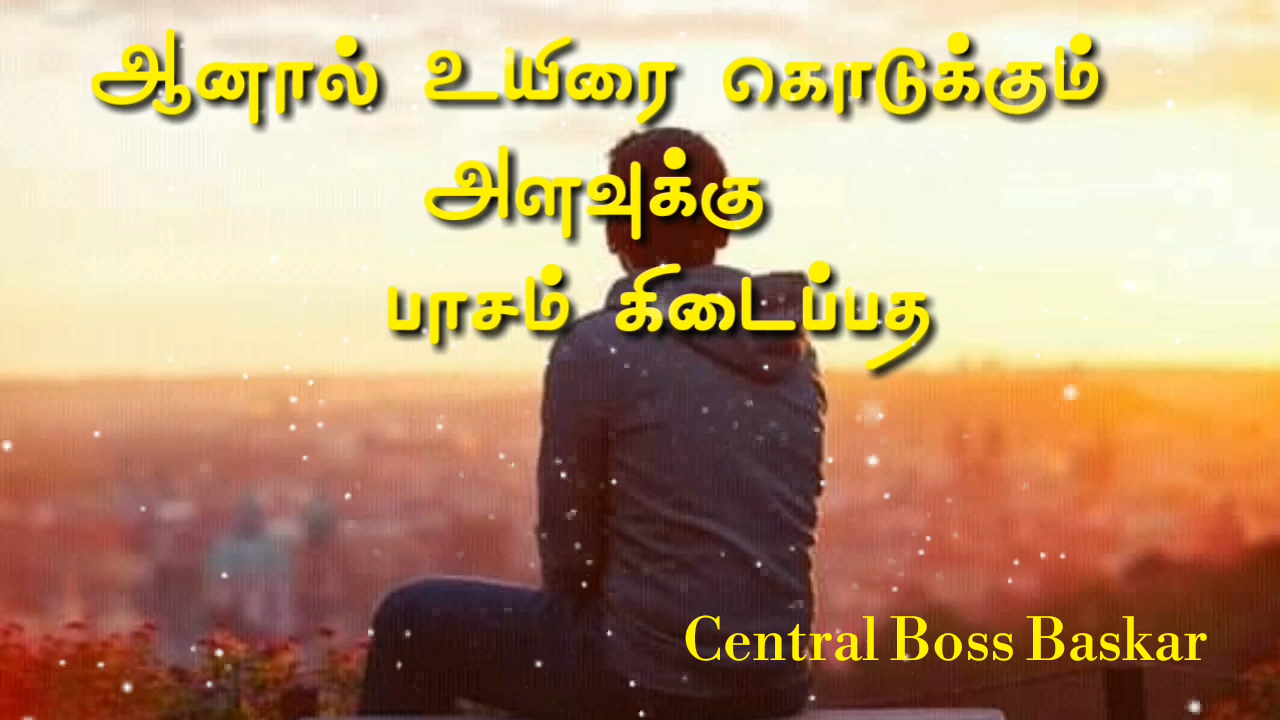 ஆனால் உயிரை கொடுக்கும்
அளவுக்கு
பாசம் கிடைப்பத
Central Boss Baskar